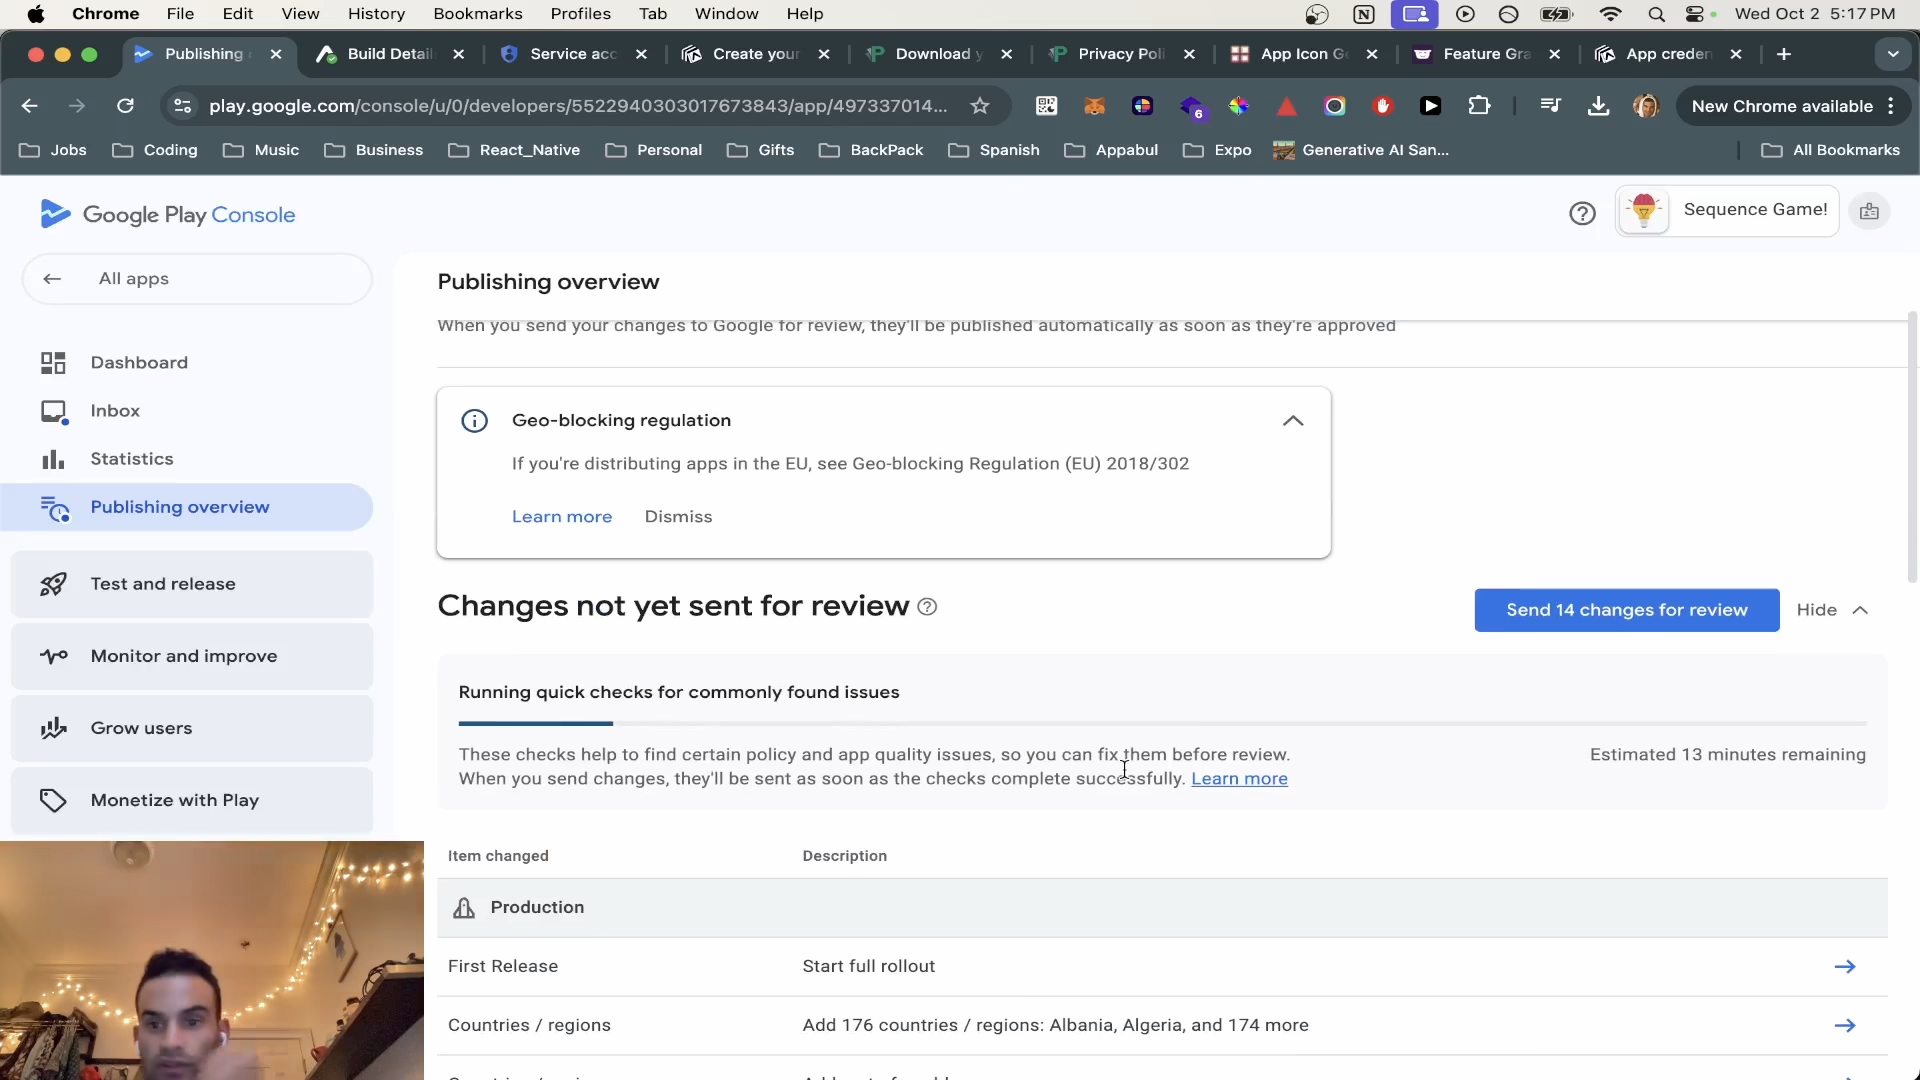 Chrome File Edit View History Bookmarks Profiles Tab Window Help Wed Oct 2 5:17 PM
Publishing Build Detail Service acc Create your Download y Privacy Poli App Icon G Feature Gra App creden
play.google.com/console/u/0/developers/5522940303017673843/app/497337014... 6 New Chrome available
Jobs Coding Music Business React_Native Personal Gifts BackPack Spanish Appabul Expo Generative AI San... All Bookmarks
Google Play Console
Sequence Game!
All apps
Dashboard
Inbox
Statistics
Publishing overview
Test and release
Monitor and improve
Grow users
Monetize with Play
Publishing overview
When you send your changes to Google for review, they'll be published automatically as soon as they're approved
Geo-blocking regulation
If you're distributing apps in the EU, see Geo-blocking Regulation (EU) 2018/302
Learn more Dismiss
Changes not yet sent for review
Send 14 changes for review Hide
Running quick checks for commonly found issues
These checks help to find certain policy and app quality issues, so you can fix them before review.
When you send changes, they'll be sent as soon as the checks complete successfully. Learn more
Estimated 13 minutes remaining
Item changed Description
Production
First Release Start full rollout
Countries / regions Add 176 countries / regions: Albania, Algeria, and 174 more